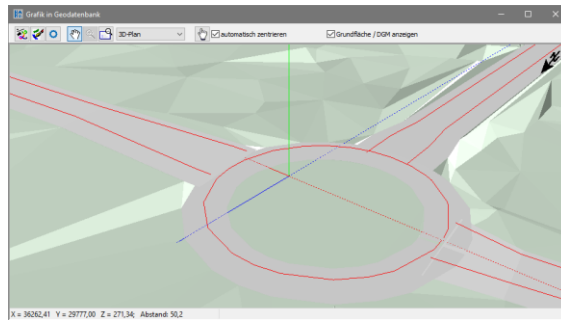 Grafik in Geodatenbank
3D-Plan
automatisch zentrieren
Grundfläche / DGM anzeigen
X = 36262,41 Y = 29777,00 Z = 271,34; Abstand: 50,2